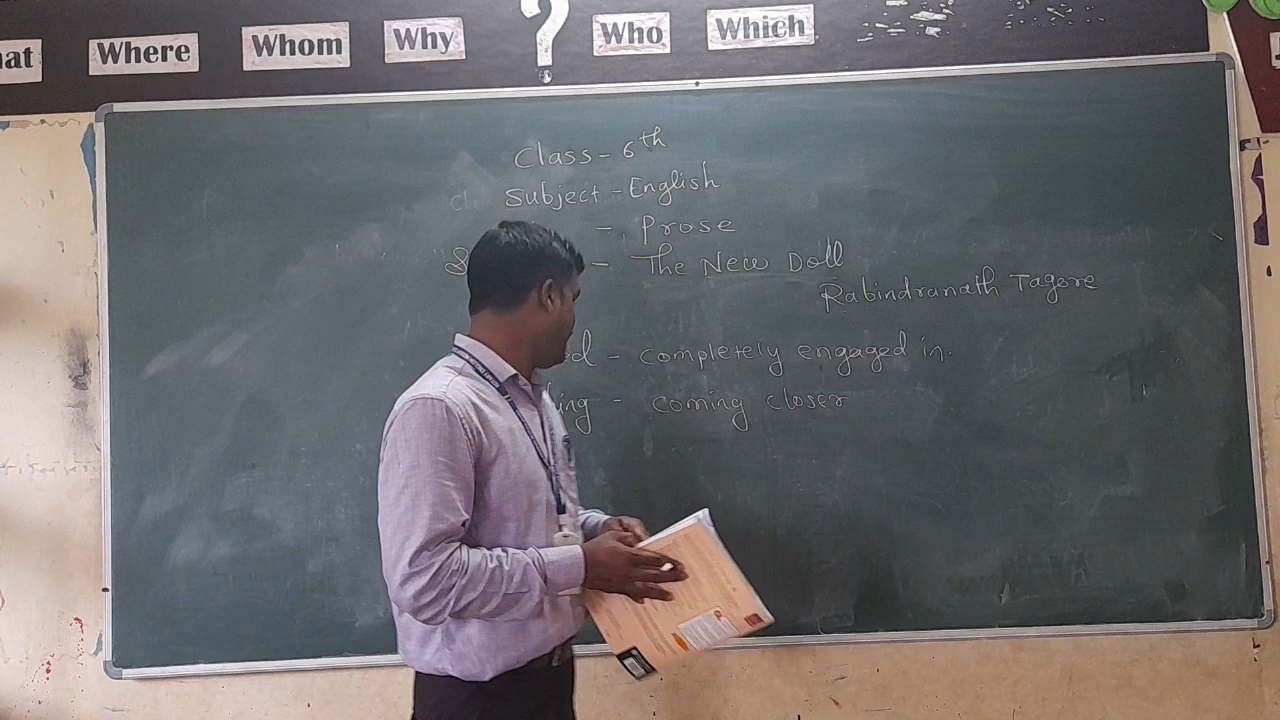 Where Whom Why ? Who Which
Class - 6th
Subject - English
- Prose
- The New Doll
Rabindranath Tagore
- completely engaged in.
- coming closer